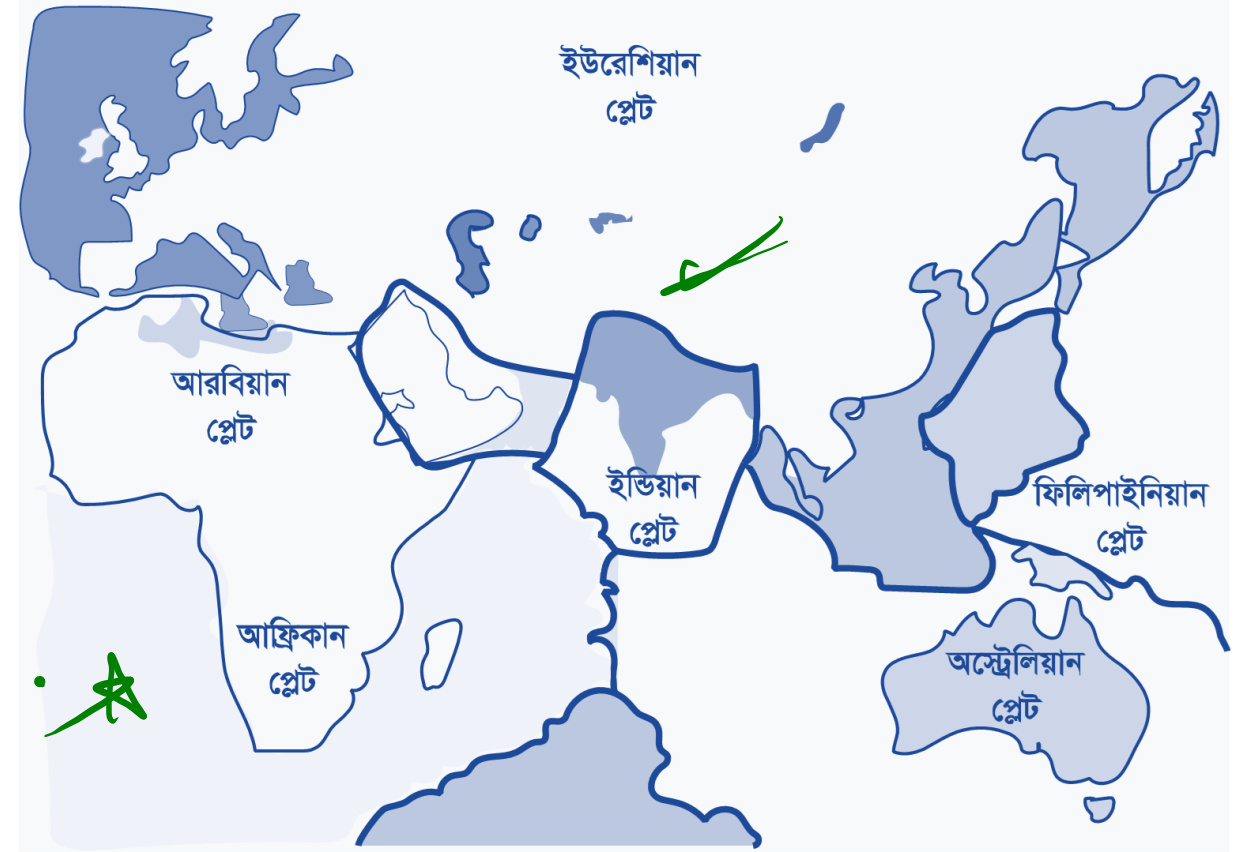 ইউরেশিয়ান
প্লেট
আরবিয়ান
প্লেট
ইন্ডিয়ান
প্লেট
ফিলিপাইনিয়ান
প্লেট
আফ্রিকান
প্লেট
অস্ট্রেলিয়ান
প্লেট